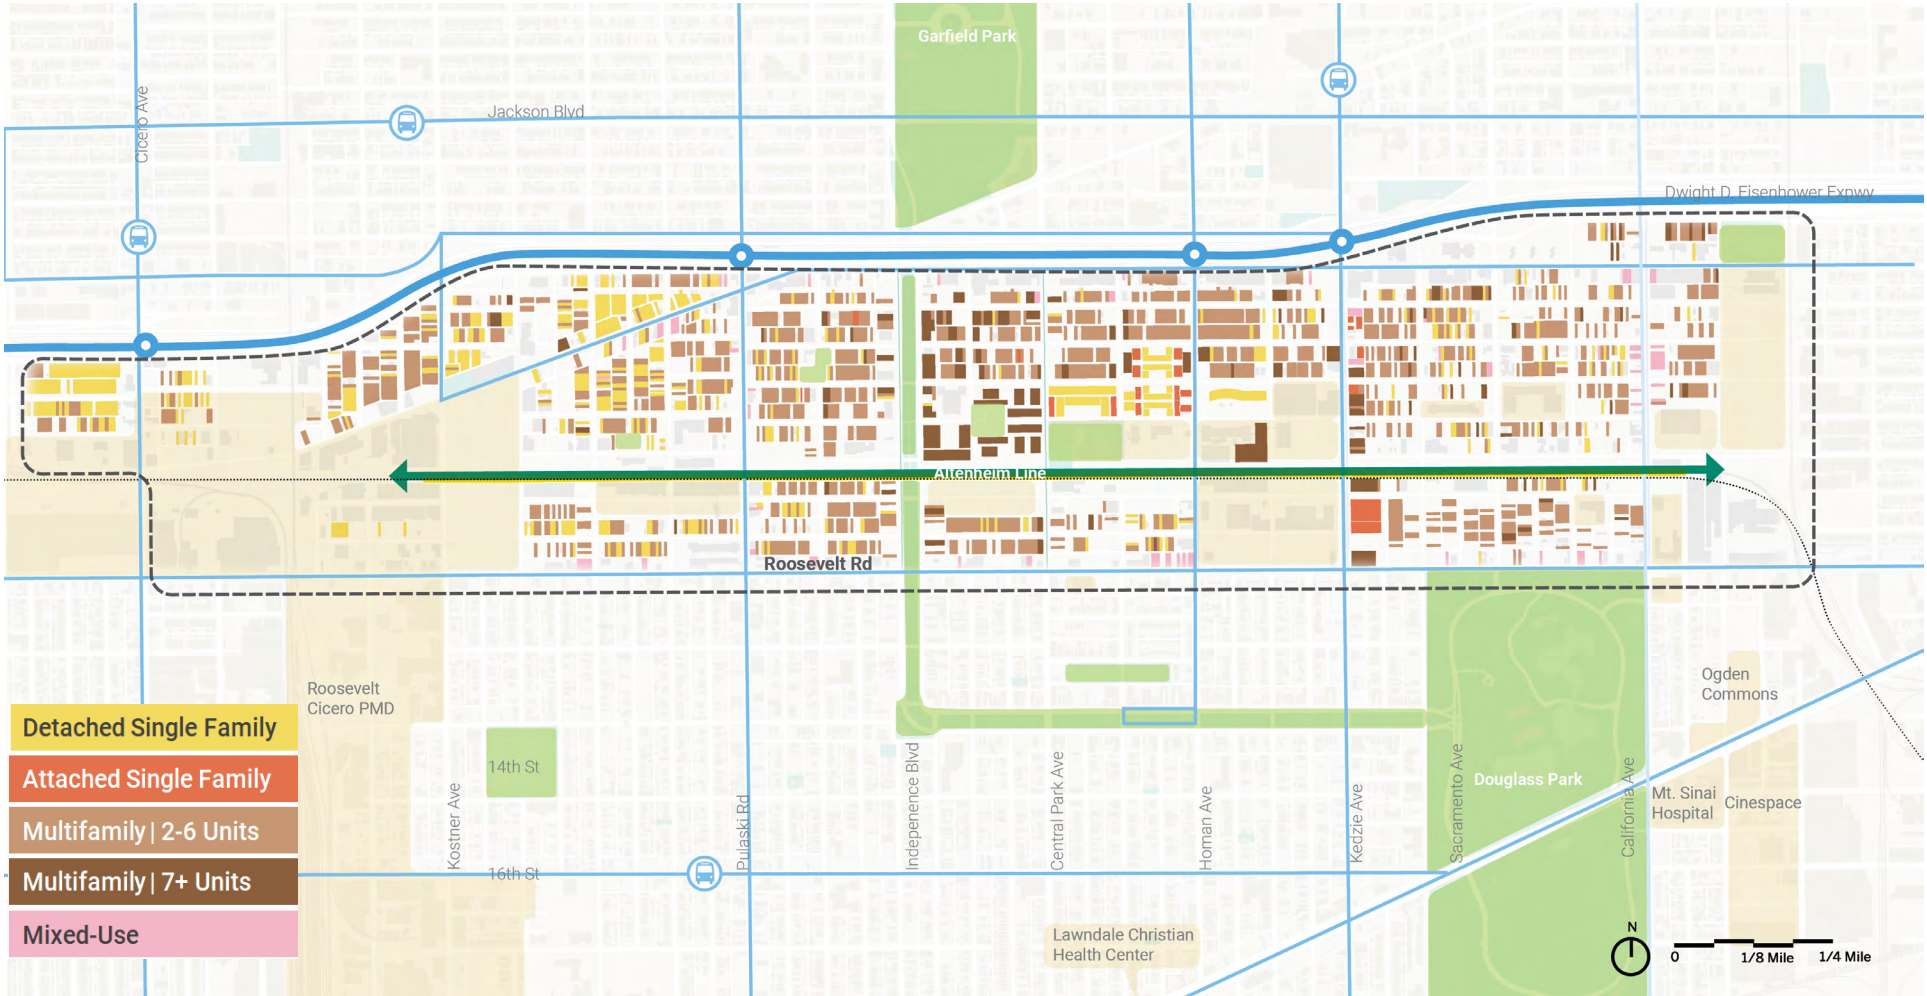 Garfield Park
Cicero Ave
Jackson Blvd
Dwight D. Eisenhower Expwy
Altenheim Line
Roosevelt Rd
Roosevelt
Cicero PMD
Ogden
Commons
Detached Single Family
Attached Single Family
Multifamily | 2-6 Units
Multifamily | 7+ Units
Mixed-Use
14th St
16th St
Kostner Ave
Pulaski Rd
Independence Blvd
Central Park Ave
Homan Ave
Kedzie Ave
Sacramento Ave
Douglass Park
California Ave
Mt. Sinai
Hospital
Cinespace
Lawndale Christian
Health Center
N
0
1/8 Mile
1/4 Mile